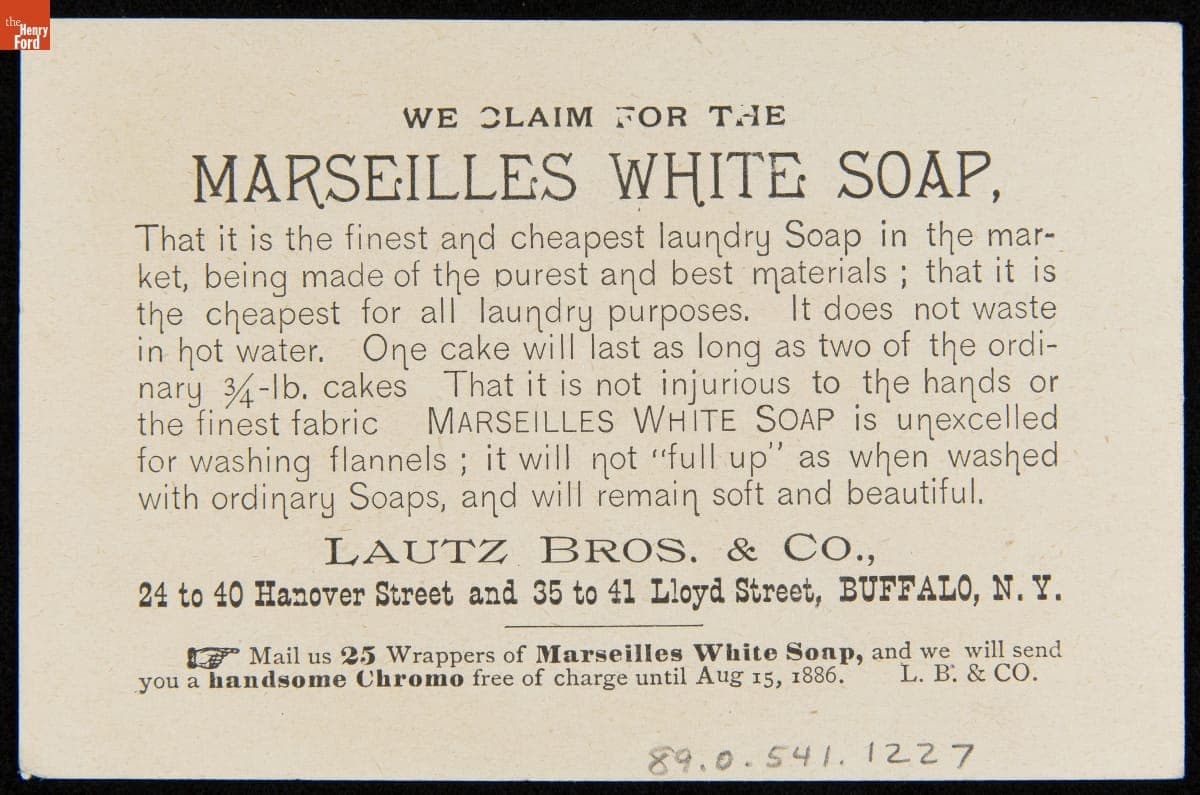 the Henry Ford
WE CLAIM FOR THE
MARSEILLES WHITE SOAP,
That it is the finest and cheapest laundry Soap in the mar-
ket, being made of the purest and best materials ; that it is
the cheapest for all laundry purposes. It does not waste
in hot water. One cake will last as long as two of the ordi-
nary ¾-lb. cakes That it is not injurious to the hands or
the finest fabric MARSEILLES WHITE SOAP is unexcelled
for washing flannels ; it will not "full up" as when washed
with ordinary Soaps, and will remain soft and beautiful.
LAUTZ BROS. & CO.,
24 to 40 Hanover Street and 35 to 41 Lloyd Street, BUFFALO, N. Y.
☞ Mail us 25 Wrappers of Marseilles White Soap, and we will send
you a handsome Chromo free of charge until Aug 15, 1886. L. B. & CO.
89.0.541.1227